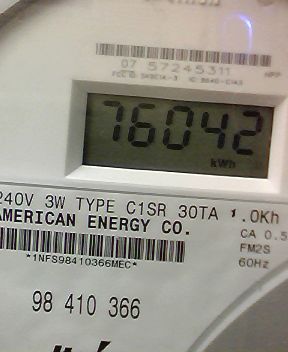 07 57245311
76042
kWh
240V 3W TYPE C1SR 30TA 1.0Kh
AMERICAN ENERGY CO.
CA 0.5
FM2S
60Hz
*1NFS98410366MEC*
98 410 366